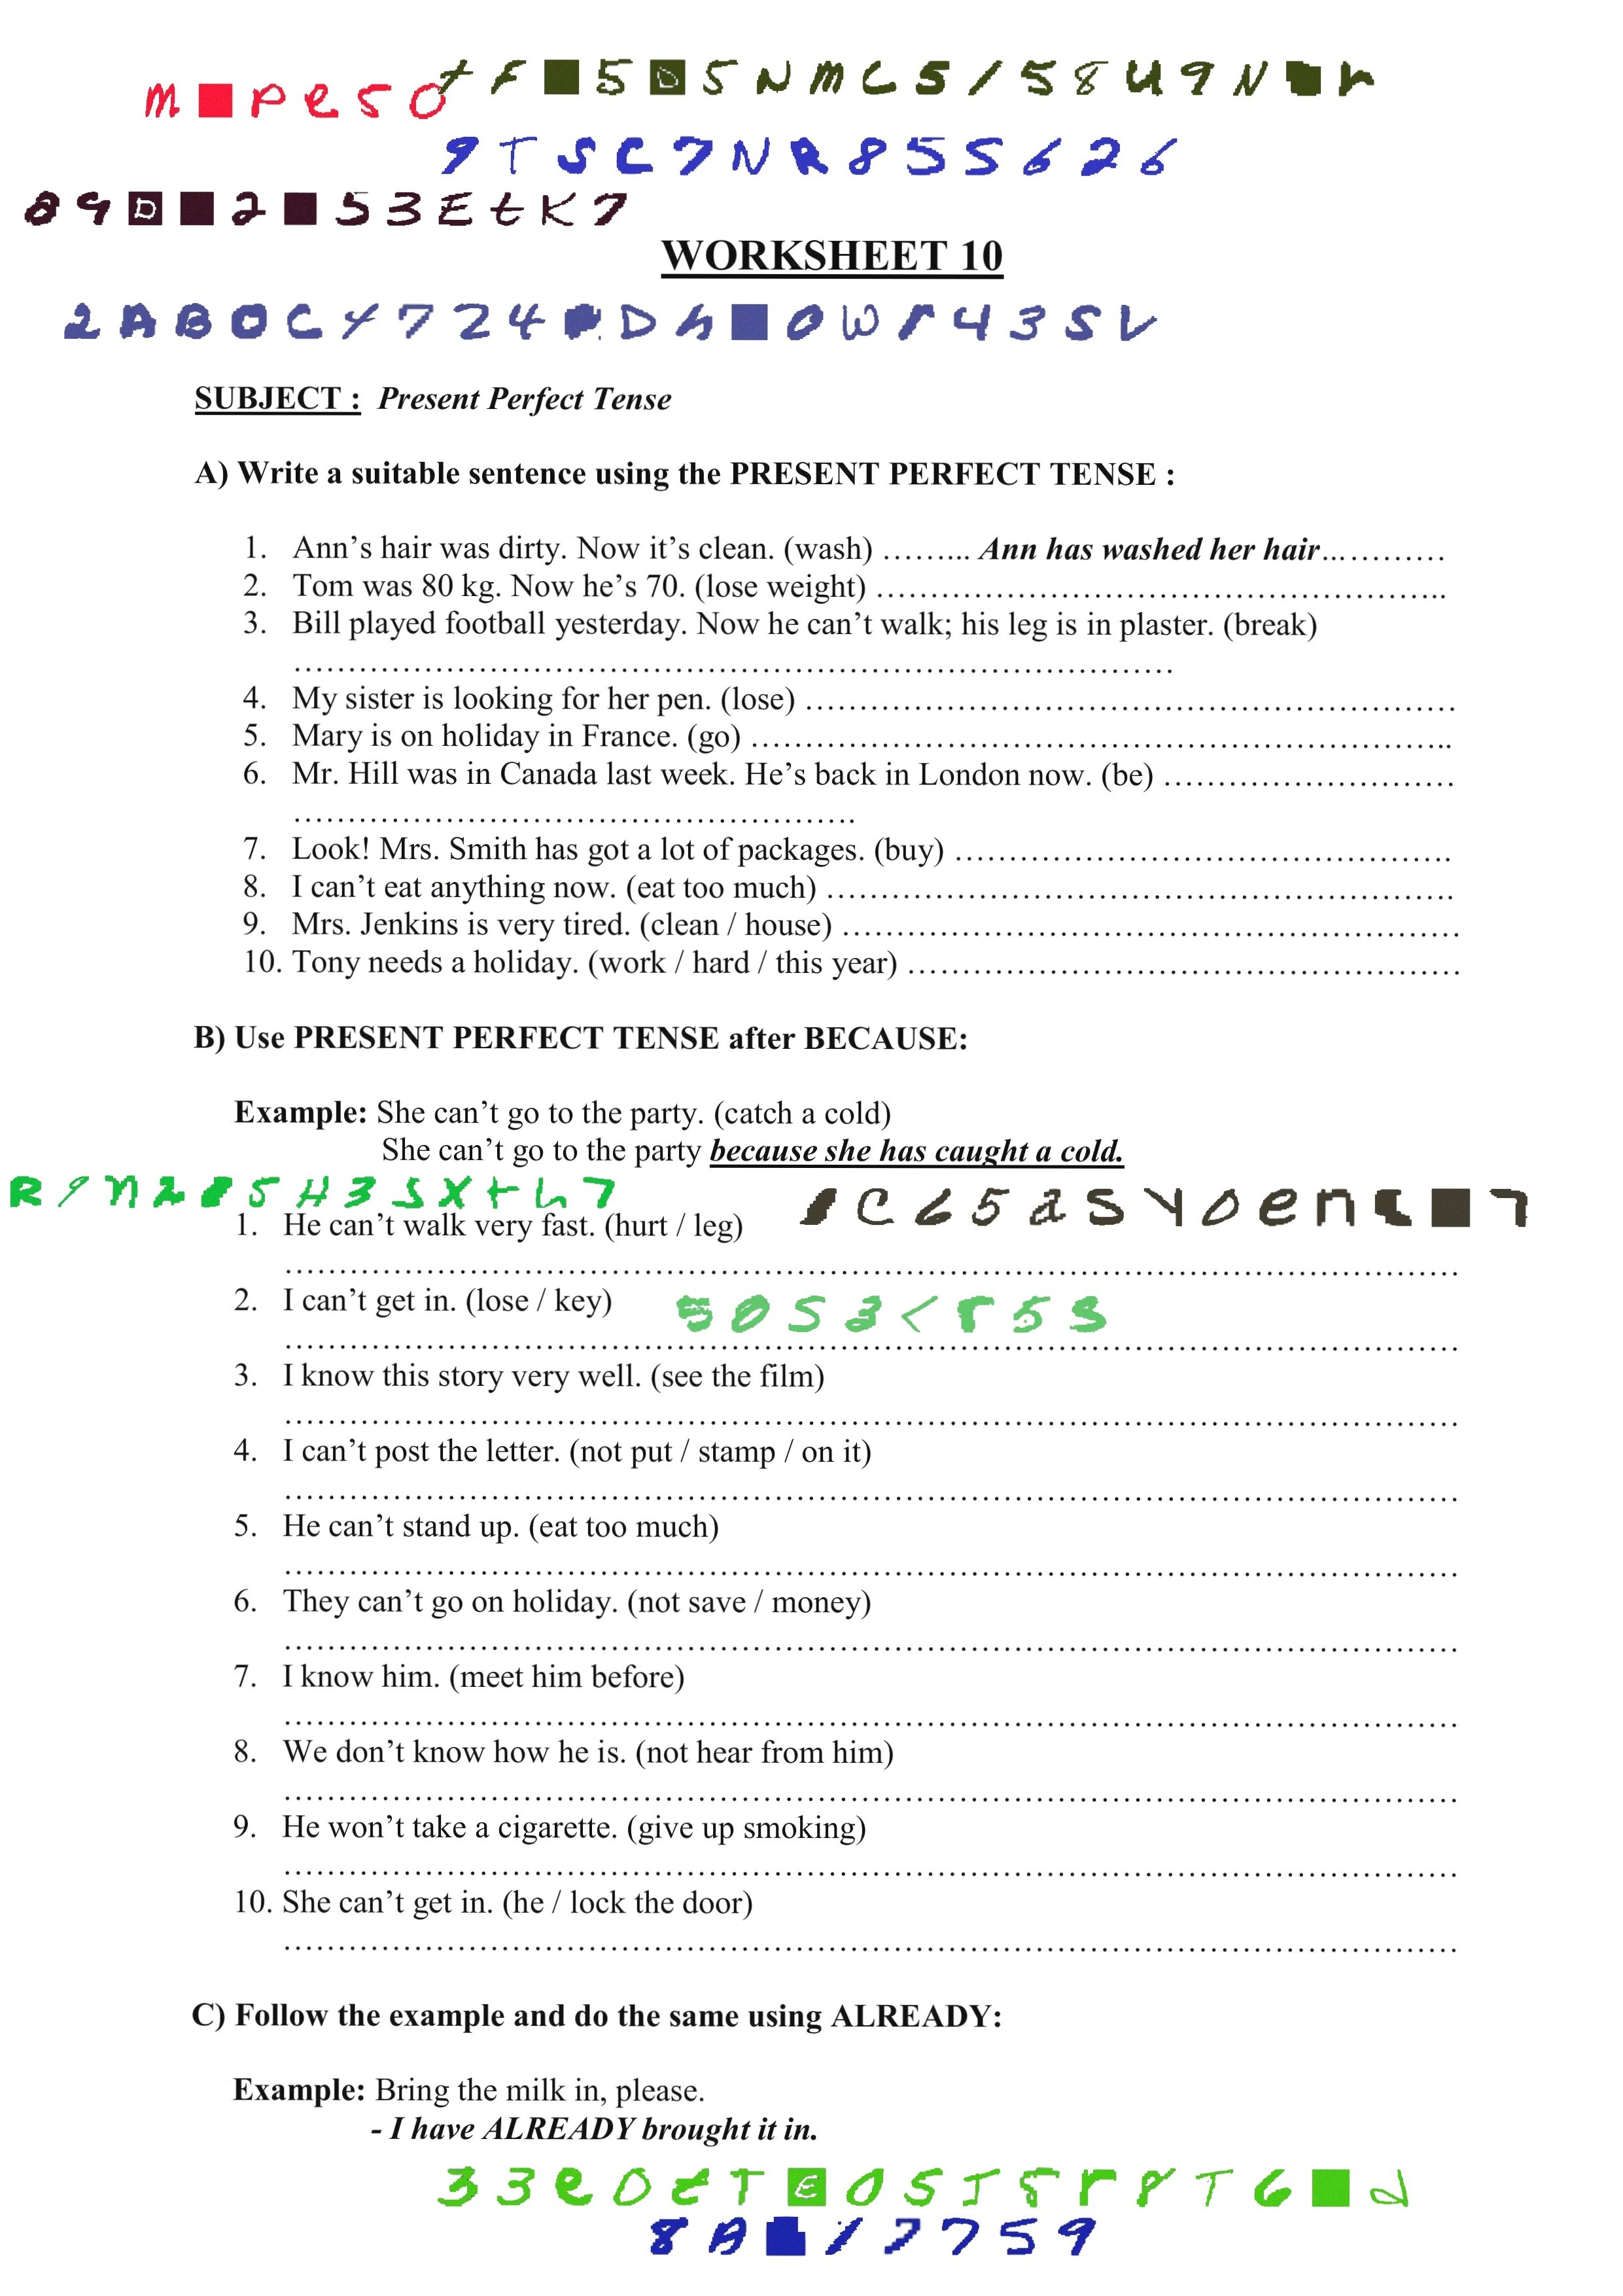 WORKSHEET 10
SUBJECT : Present Perfect Tense
A) Write a suitable sentence using the PRESENT PERFECT TENSE :
1. Ann’s hair was dirty. Now it’s clean. (wash) ……... Ann has washed her hair...………
2. Tom was 80 kg. Now he’s 70. (lose weight) ……………………………………………………..
3. Bill played football yesterday. Now he can’t walk; his leg is in plaster. (break)
……………………………………………………………………………………
4. My sister is looking for her pen. (lose) ………………………………………………………………
5. Mary is on holiday in France. (go) …………………………………………………………………..
6. Mr. Hill was in Canada last week. He’s back in London now. (be) …………………………
…………………………………………………….
7. Look! Mrs. Smith has got a lot of packages. (buy) ……………………………………………….
8. I can’t eat anything now. (eat too much) …………………………………………………………….
9. Mrs. Jenkins is very tired. (clean / house) ……………………………………………………………
10. Tony needs a holiday. (work / hard / this year) ……………………………………………………
B) Use PRESENT PERFECT TENSE after BECAUSE:
Example: She can’t go to the party. (catch a cold)
She can’t go to the party because she has caught a cold.
1. He can’t walk very fast. (hurt / leg)
…………………………………………………………………………………………………………………
2. I can’t get in. (lose / key)
…………………………………………………………………………………………………………………
3. I know this story very well. (see the film)
…………………………………………………………………………………………………………………
4. I can’t post the letter. (not put / stamp / on it)
…………………………………………………………………………………………………………………
5. He can’t stand up. (eat too much)
…………………………………………………………………………………………………………………
6. They can’t go on holiday. (not save / money)
…………………………………………………………………………………………………………………
7. I know him. (meet him before)
…………………………………………………………………………………………………………………
8. We don’t know how he is. (not hear from him)
…………………………………………………………………………………………………………………
9. He won’t take a cigarette. (give up smoking)
…………………………………………………………………………………………………………………
10. She can’t get in. (he / lock the door)
…………………………………………………………………………………………………………………
C) Follow the example and do the same using ALREADY:
Example: Bring the milk in, please.
- I have ALREADY brought it in.